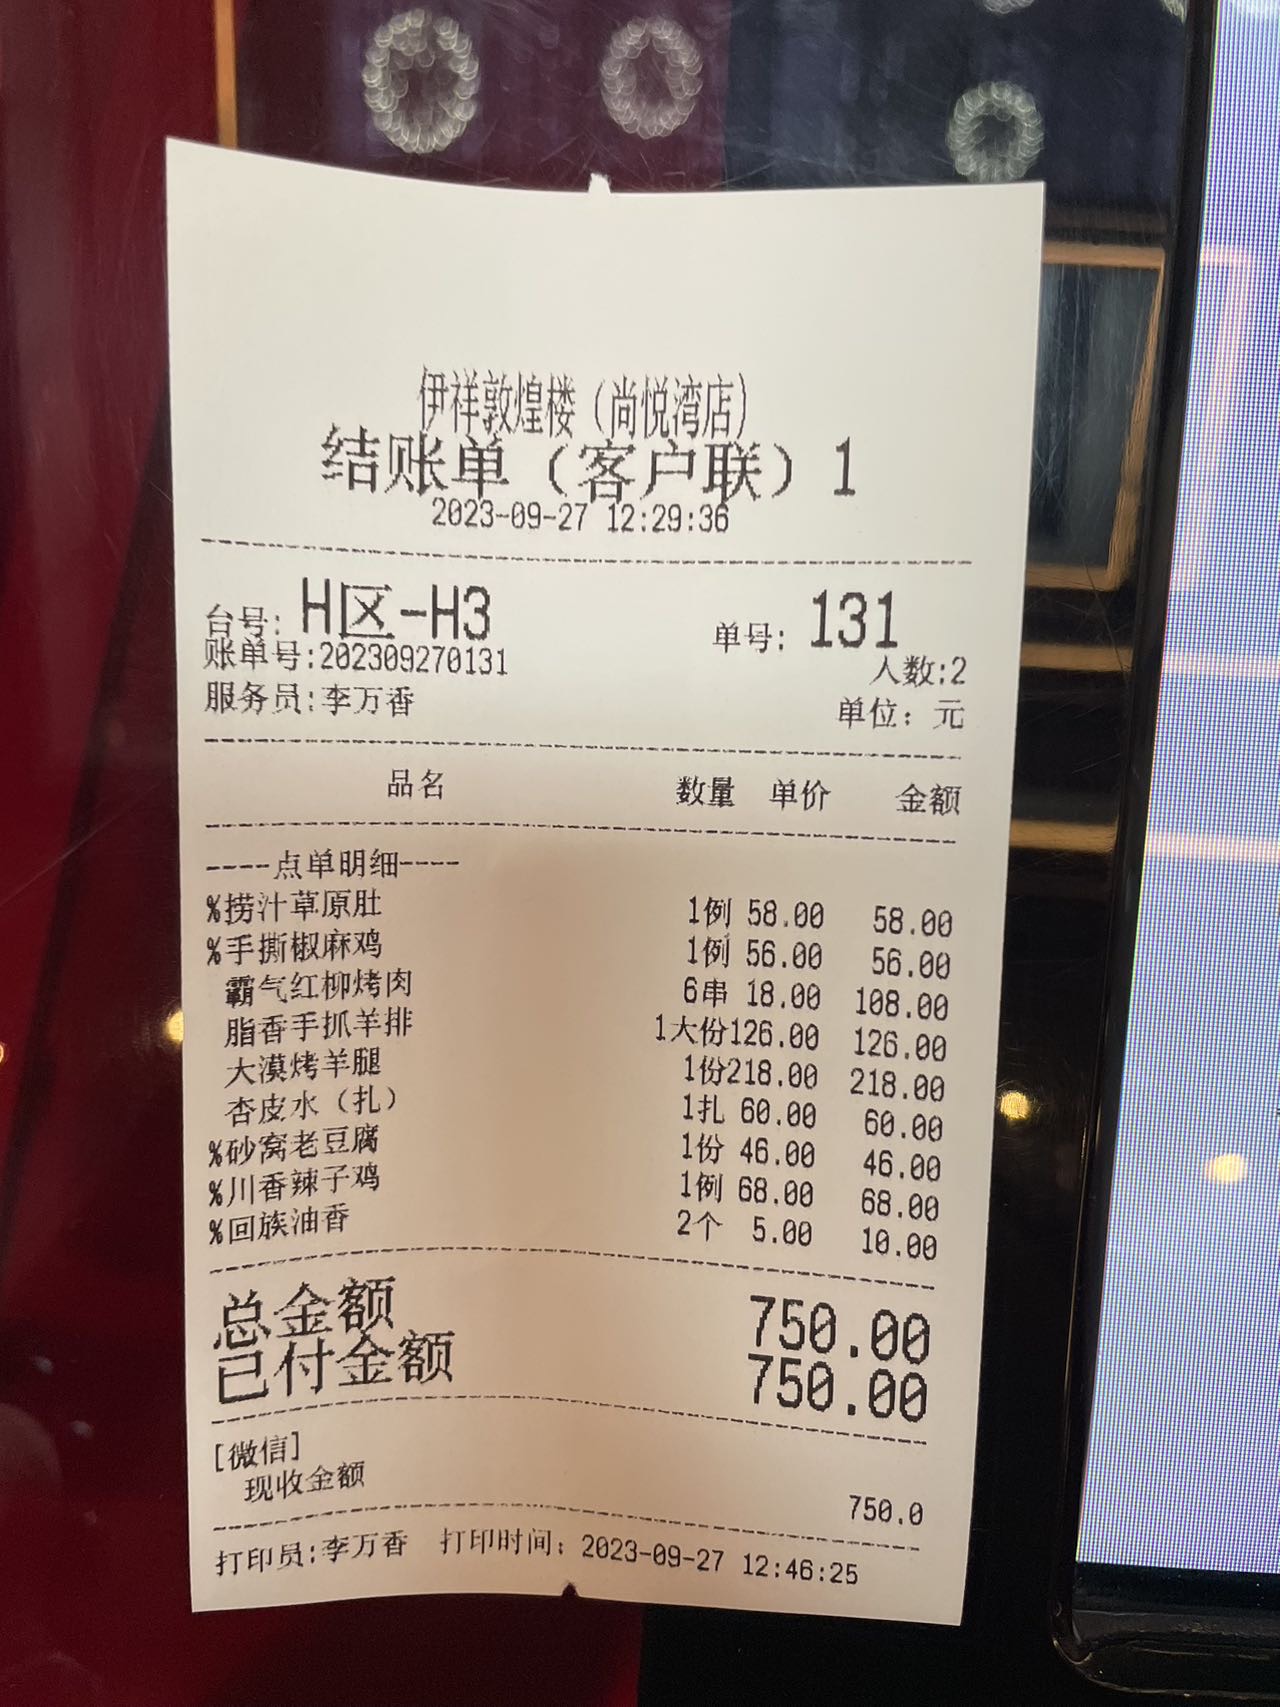 伊祥敦煌楼（尚悦湾店）
结账单（客户联）1
2023-09-27 12:29:36
台号: H区-H3 单号: 131
账单号:202309270131 人数:2
服务员:李万香 单位: 元
品名 数量 单价 金额
----点单明细----
%捞汁草原肚 1例 58.00 58.00
%手撕椒麻鸡 1例 56.00 56.00
霸气红柳烤肉 6串 18.00 108.00
脂香手抓羊排 1大份126.00 126.00
大漠烤羊腿 1份218.00 218.00
杏皮水（扎） 1扎 60.00 60.00
%砂窝老豆腐 1份 46.00 46.00
%川香辣子鸡 1例 68.00 68.00
%回族油香 2个 5.00 10.00
总金额 750.00
已付金额 750.00
[微信]
现收金额 750.0
打印员:李万香 打印时间: 2023-09-27 12:46:25